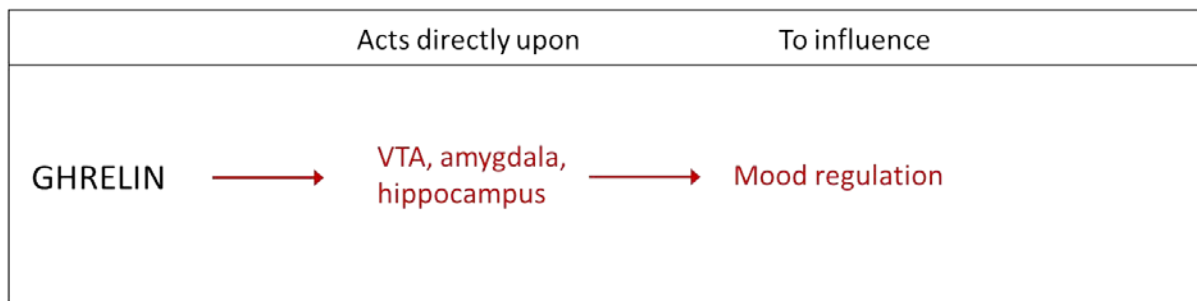 Acts directly upon To influence
GHRELIN VTA, amygdala, hippocampus Mood regulation